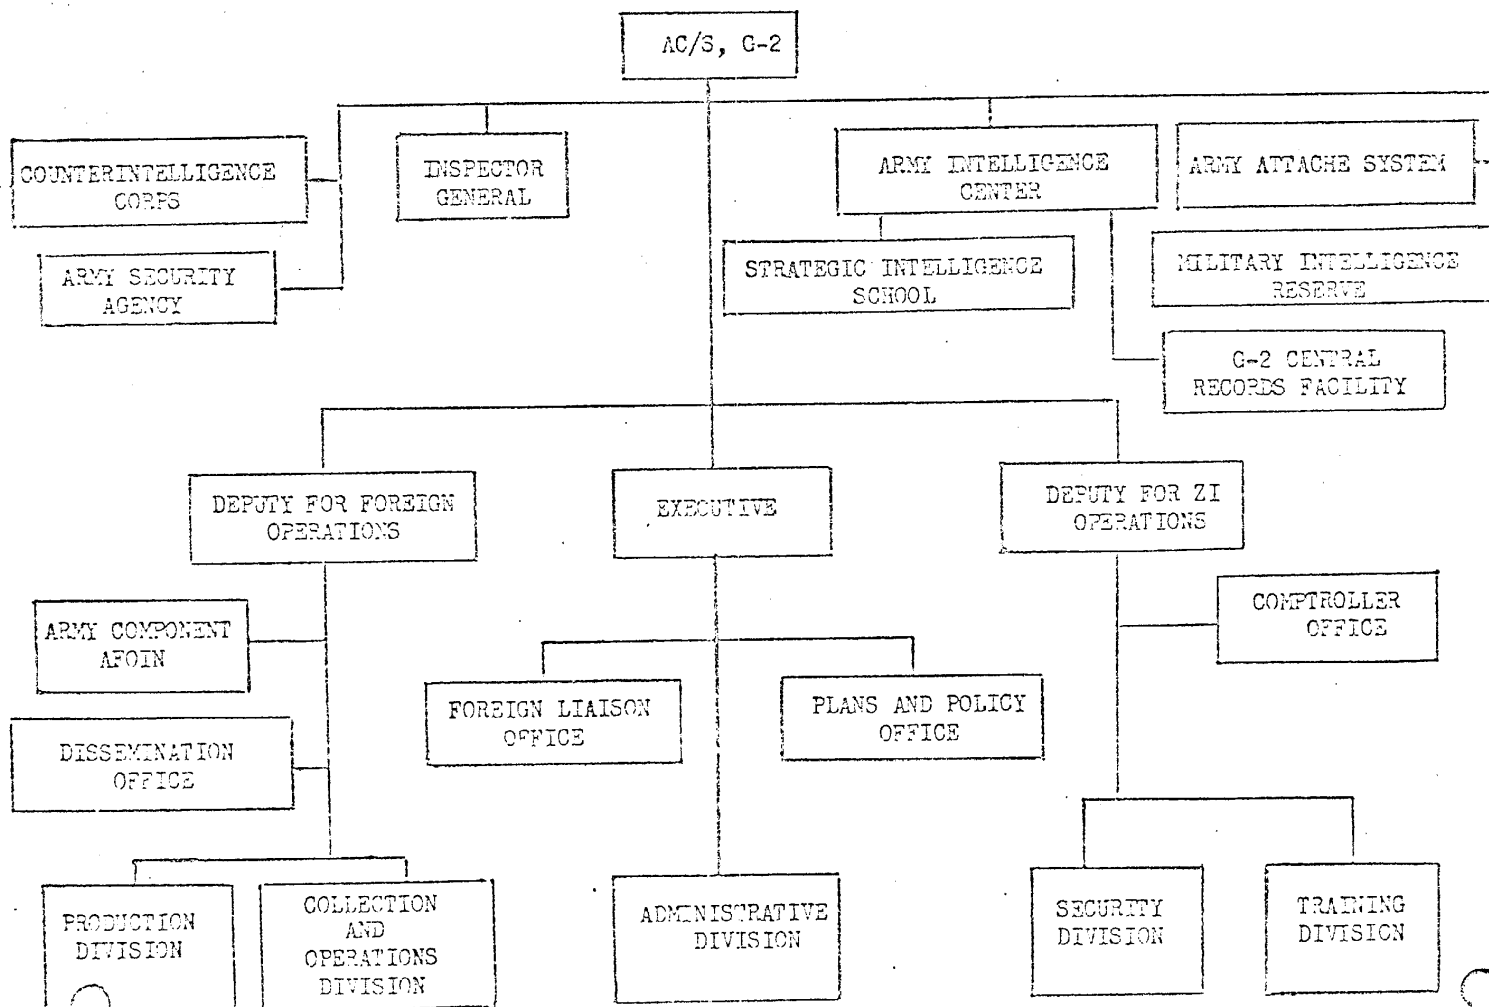 AC/S, G-2
COUNTERINTELLIGENCE
CORPS
INSPECTOR
GENERAL
ARMY INTELLIGENCE
CENTER
ARMY ATTACHE SYSTEM
ARMY SECURITY
AGENCY
STRATEGIC INTELLIGENCE
SCHOOL
MILITARY INTELLIGENCE
RESERVE
G-2 CENTRAL
RECORDS FACILITY
DEPUTY FOR FOREIGN
OPERATIONS
EXECUTIVE
DEPUTY FOR ZI
OPERATIONS
ARMY COMPONENT
AFOIN
COMPTROLLER
OFFICE
FOREIGN LIAISON
OFFICE
PLANS AND POLICY
OFFICE
DISSEMINATION
OFFICE
PRODUCTION
DIVISION
COLLECTION
AND
OPERATIONS
DIVISION
ADMINISTRATIVE
DIVISION
SECURITY
DIVISION
TRAINING
DIVISION